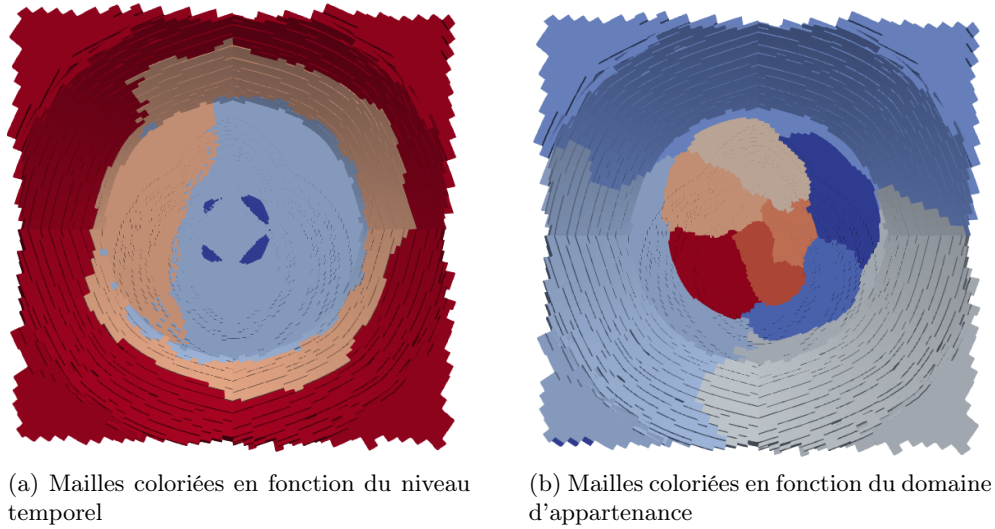 (a) Mailles coloriées en fonction du niveau
temporel
(b) Mailles coloriées en fonction du domaine
d'appartenance